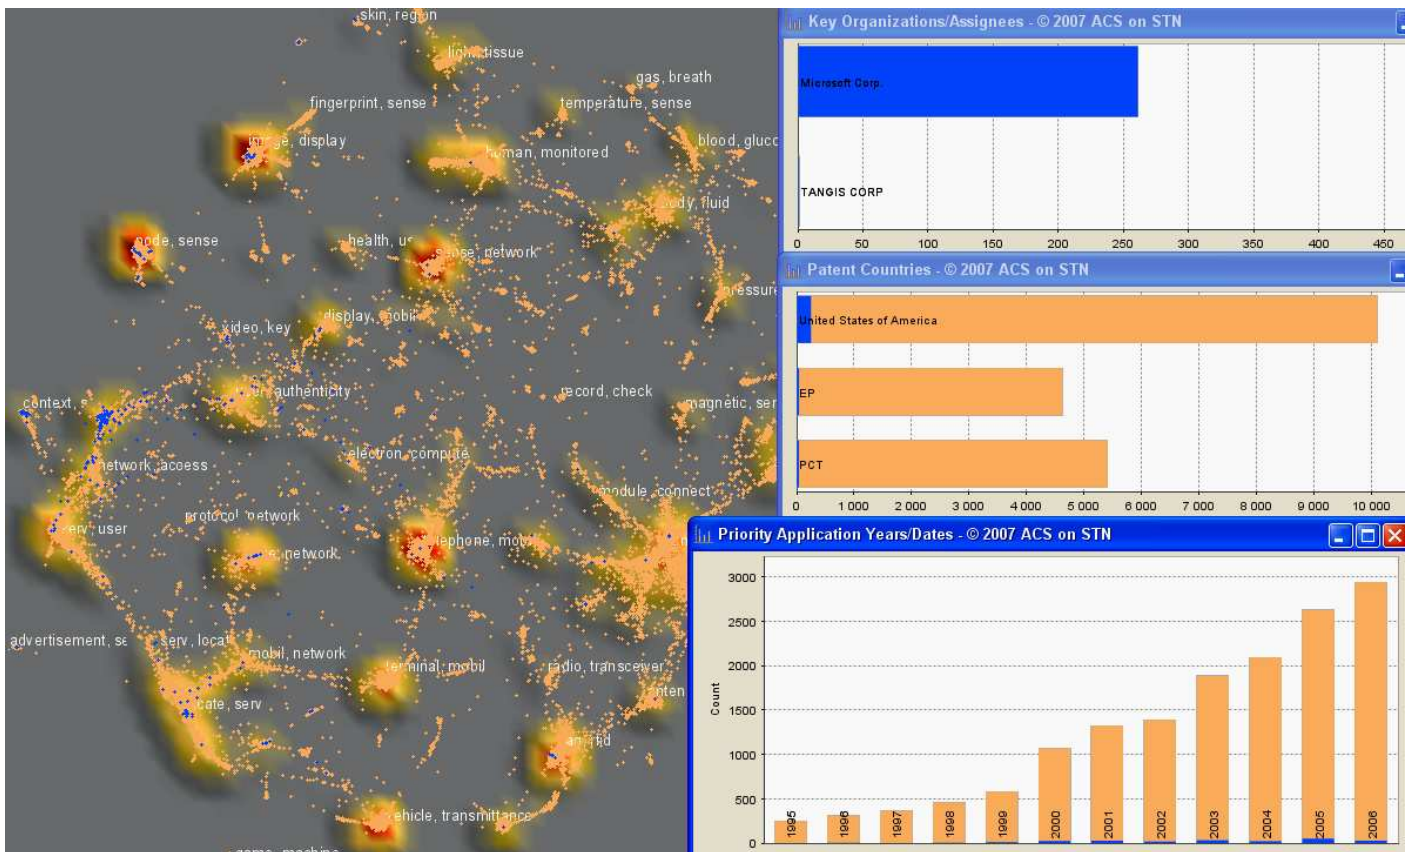 skin, region
light, tissue
gas, breath
fingerprint, sense
temperature, sense
image, display
human, monitored
blood, gluco
body, fluid
node, sense
health, us
sense, network
pressure
display, mobil
video, key
user, authenticity
record, check
context, s
magnetic, sen
electron, compute
network, access
module, connect
protocol, network
serv, user
network
telephone, mobil
advertisement, se
serv, locat
mobil, network
terminal, mobil
radio, transceiver
cate, serv
vehicle, transmittance
game, machine
Key Organizations/Assignees - © 2007 ACS on STN
Microsoft Corp.
TANGIS CORP
0 50 100 150 200 250 300 350 400 450
Patent Countries - © 2007 ACS on STN
United States of America
EP
PCT
0 1 000 2 000 3 000 4 000 5 000 6 000 7 000 8 000 9 000 10 000
Priority Application Years/Dates - © 2007 ACS on STN
Count
3000
2500
2000
1500
1000
500
0
1995 1996 1997 1998 1999 2000 2001 2002 2003 2004 2005 2006